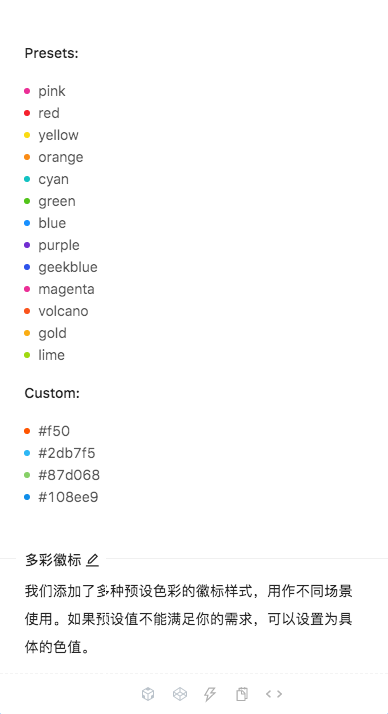 Presets:
pink
red
yellow
orange
cyan
green
blue
purple
geekblue
magenta
volcano
gold
lime
Custom:
#f50
#2db7f5
#87d068
#108ee9
多彩徽标
我们添加了多种预设色彩的徽标样式，用作不同场景
使用。如果预设值不能满足你的需求，可以设置为具
体的色值。